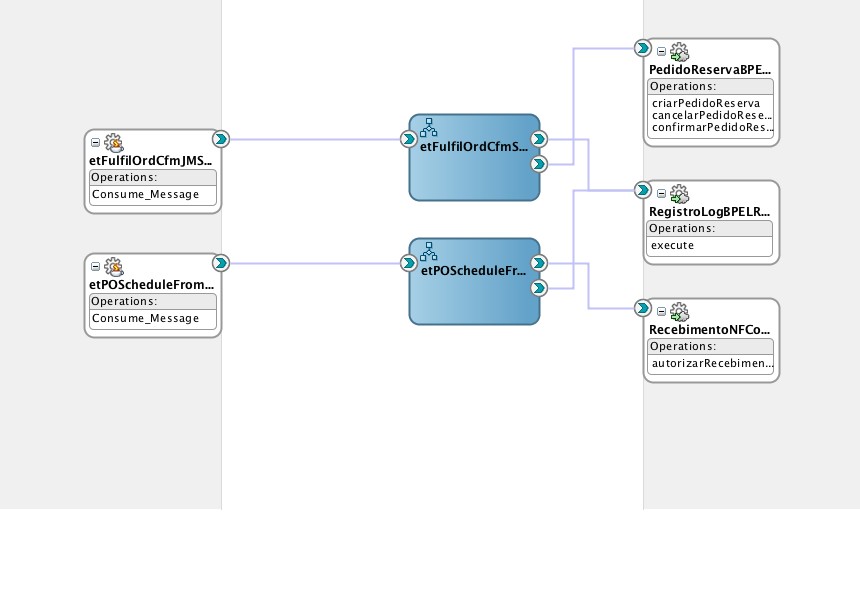 etFulfilOrdCfmJMS...
Operations:
Consume_Message
etPOScheduleFrom...
Operations:
Consume_Message
etFulfilOrdCfmS...
etPOScheduleFr...
PedidoReservaBPE...
Operations:
criarPedidoReserva
cancelarPedidoRese...
confirmarPedidoRes...
RegistroLogBPELR...
Operations:
execute
RecebimentoNFCo...
Operations:
autorizarRecebimen...